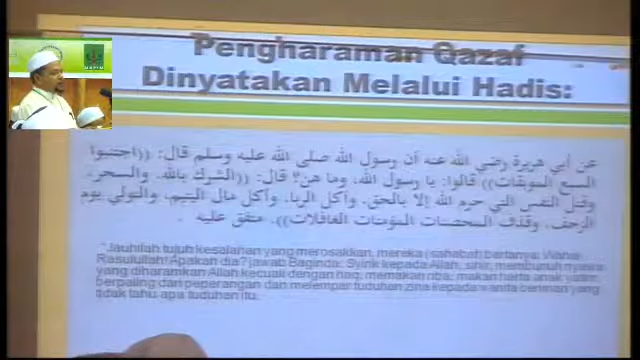 Pengharaman Qazaf
Dinyatakan Melalui Hadis:
عن أبي هريرة رضي الله عنه أن رسول الله صلى الله عليه وسلم قال: ((اجتنبوا
السبع الموبقات)) قالوا: يا رسول الله، وما هن؟ قال: ((الشرك بالله، والسحر،
وقتل النفس التي حرم الله إلا بالحق، وأكل الربا، وأكل مال اليتيم، والتولي يوم
الزحف، وقذف المحصنات المؤمنات الغافلات)). متفق عليه .
"Jauhilah tujuh kesalahan yang merosakkan, mereka (sahabat) bertanya: Wahai
Rasulullah! Apakah dia? jawab Baginda: Syirik kepada Allah, sihir, membunuh nyawa
yang diharamkan Allah kecuali dengan haq, memakan riba, makan harta anak yatim,
berpaling dari peperangan dan melempar tuduhan zina kepada wanita beriman yang
tidak tahu apa tuduhan itu.